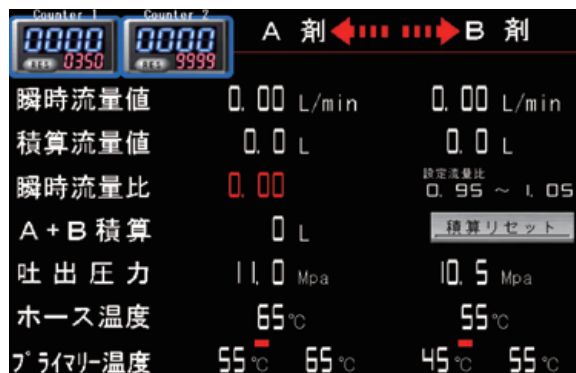 Counter 1 Counter 2
0000 0000 A 剤 B 剤
RES 0350 RES 9999
瞬時流量値 0.00 L/min 0.00 L/min
積算流量値 0.0 L 0.0 L
瞬時流量比 0.00 設定流量比
0.95 ～ 1.05
A+B積算 0 L 積算リセット
吐出圧力 11.0 Mpa 10.5 Mpa
ホース温度 65℃ 55℃
プライマリー温度 55℃ 65℃ 45℃ 55℃